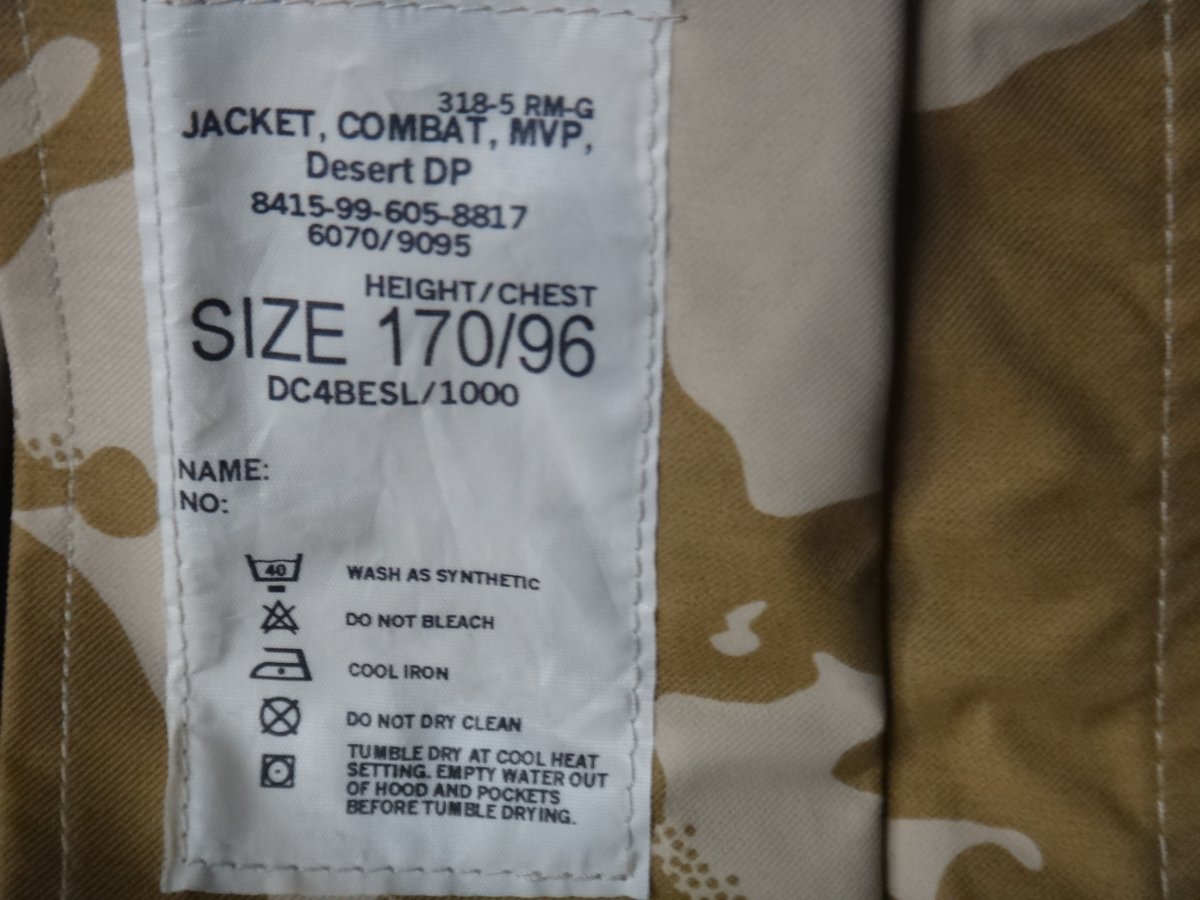 318-5 RM-G
JACKET, COMBAT, MVP,
Desert DP
8415-99-605-8817
6070/9095
HEIGHT/CHEST
SIZE 170/96
DC4BESL/1000
NAME:
NO:
40 WASH AS SYNTHETIC
DO NOT BLEACH
COOL IRON
DO NOT DRY CLEAN
TUMBLE DRY AT COOL HEAT
SETTING. EMPTY WATER OUT
OF HOOD AND POCKETS
BEFORE TUMBLE DRYING.